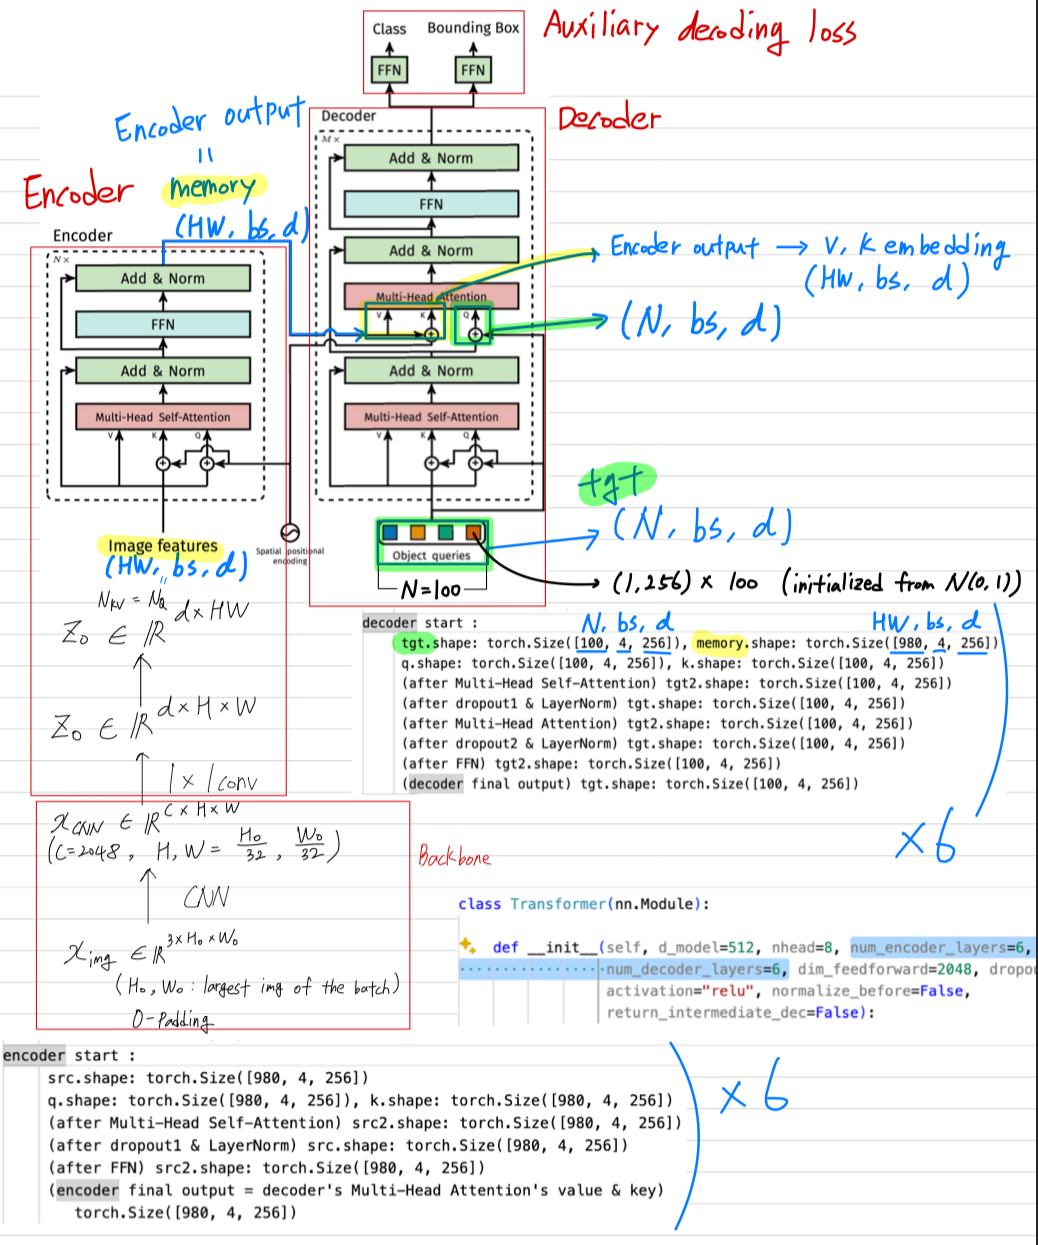 Class Bounding Box
Auxiliary decoding loss
FFN FFN
Encoder output
=
memory
(HW, bs, d)
Encoder
Decoder
Decoder
M×
Add & Norm
FFN
Add & Norm
Multi-Head Attention
V K Q
Add & Norm
Multi-Head Self-Attention
V K Q
Encoder output → V, K embedding
(HW, bs, d)
(N, bs, d)
Encoder
N×
Add & Norm
FFN
Add & Norm
Multi-Head Self-Attention
V K Q
Image features
(HW, bs, d)
Spatial positional
encoding
Object queries
N=100
tgt
(N, bs, d)
→ (1,256) × 100 (initialized from N(0,1))
N_KV = N_Q
Z₀ ∈ ℝ^{d×HW}
Z₀ ∈ ℝ^{d×H×W}
1×1 conv
x_CNN ∈ ℝ^{C×H×W}
(C=2048, H, W = H₀/32, W₀/32)
CNN
x_img ∈ ℝ^{3×H₀×W₀}
(H₀, W₀ : largest img of the batch)
0-Padding
Backbone
N, bs, d HW, bs, d
decoder start :
tgt.shape: torch.Size([100, 4, 256]), memory.shape: torch.Size([980, 4, 256])
q.shape: torch.Size([100, 4, 256]), k.shape: torch.Size([100, 4, 256])
(after Multi-Head Self-Attention) tgt2.shape: torch.Size([100, 4, 256])
(after dropout1 & LayerNorm) tgt.shape: torch.Size([100, 4, 256])
(after Multi-Head Attention) tgt2.shape: torch.Size([100, 4, 256])
(after dropout2 & LayerNorm) tgt.shape: torch.Size([100, 4, 256])
(after FFN) tgt2.shape: torch.Size([100, 4, 256])
(decoder final output) tgt.shape: torch.Size([100, 4, 256])
×6
class Transformer(nn.Module):
def __init__(self, d_model=512, nhead=8, num_encoder_layers=6,
num_decoder_layers=6, dim_feedforward=2048,
activation="relu", normalize_before=False,
return_intermediate_dec=False):
encoder start :
src.shape: torch.Size([980, 4, 256])
q.shape: torch.Size([980, 4, 256]), k.shape: torch.Size([980, 4, 256])
(after Multi-Head Self-Attention) src2.shape: torch.Size([980, 4, 256])
(after dropout1 & LayerNorm) src.shape: torch.Size([980, 4, 256])
(after FFN) src2.shape: torch.Size([980, 4, 256])
(encoder final output = decoder's Multi-Head Attention's value & key)
torch.Size([980, 4, 256])
×6